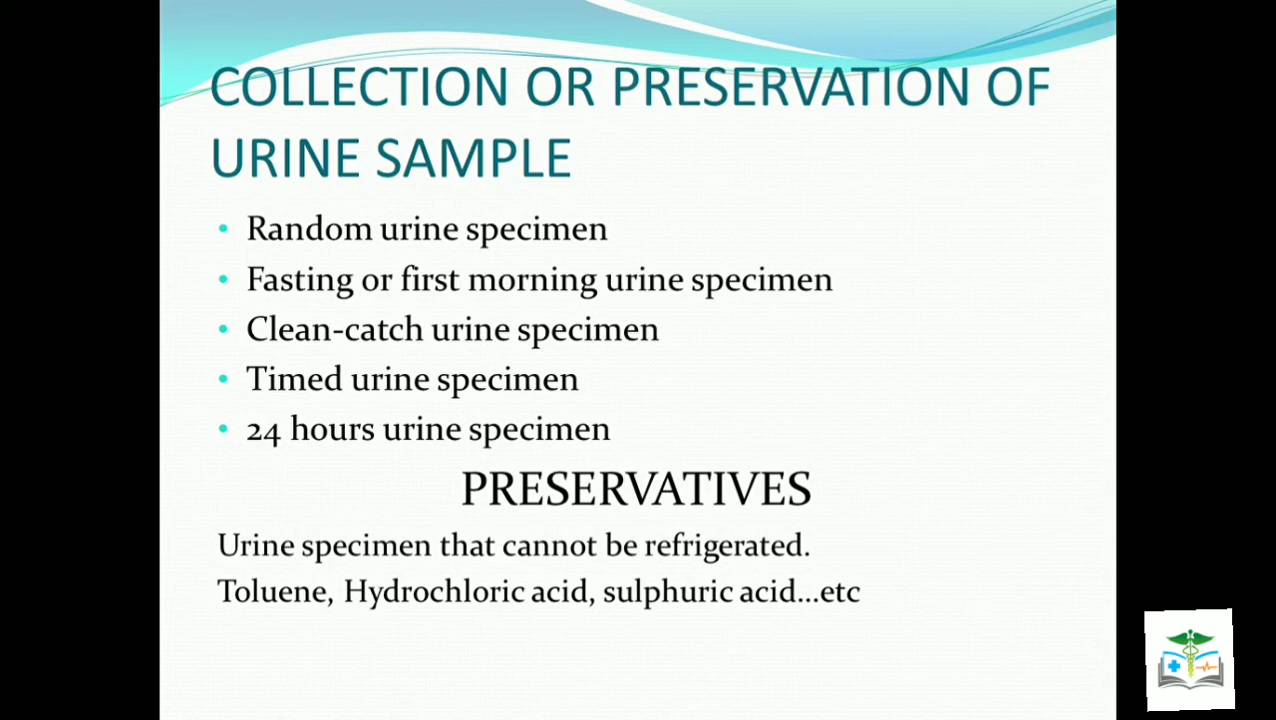 COLLECTION OR PRESERVATION OF
URINE SAMPLE
• Random urine specimen
• Fasting or first morning urine specimen
• Clean-catch urine specimen
• Timed urine specimen
• 24 hours urine specimen
PRESERVATIVES
Urine specimen that cannot be refrigerated.
Toluene, Hydrochloric acid, sulphuric acid...etc